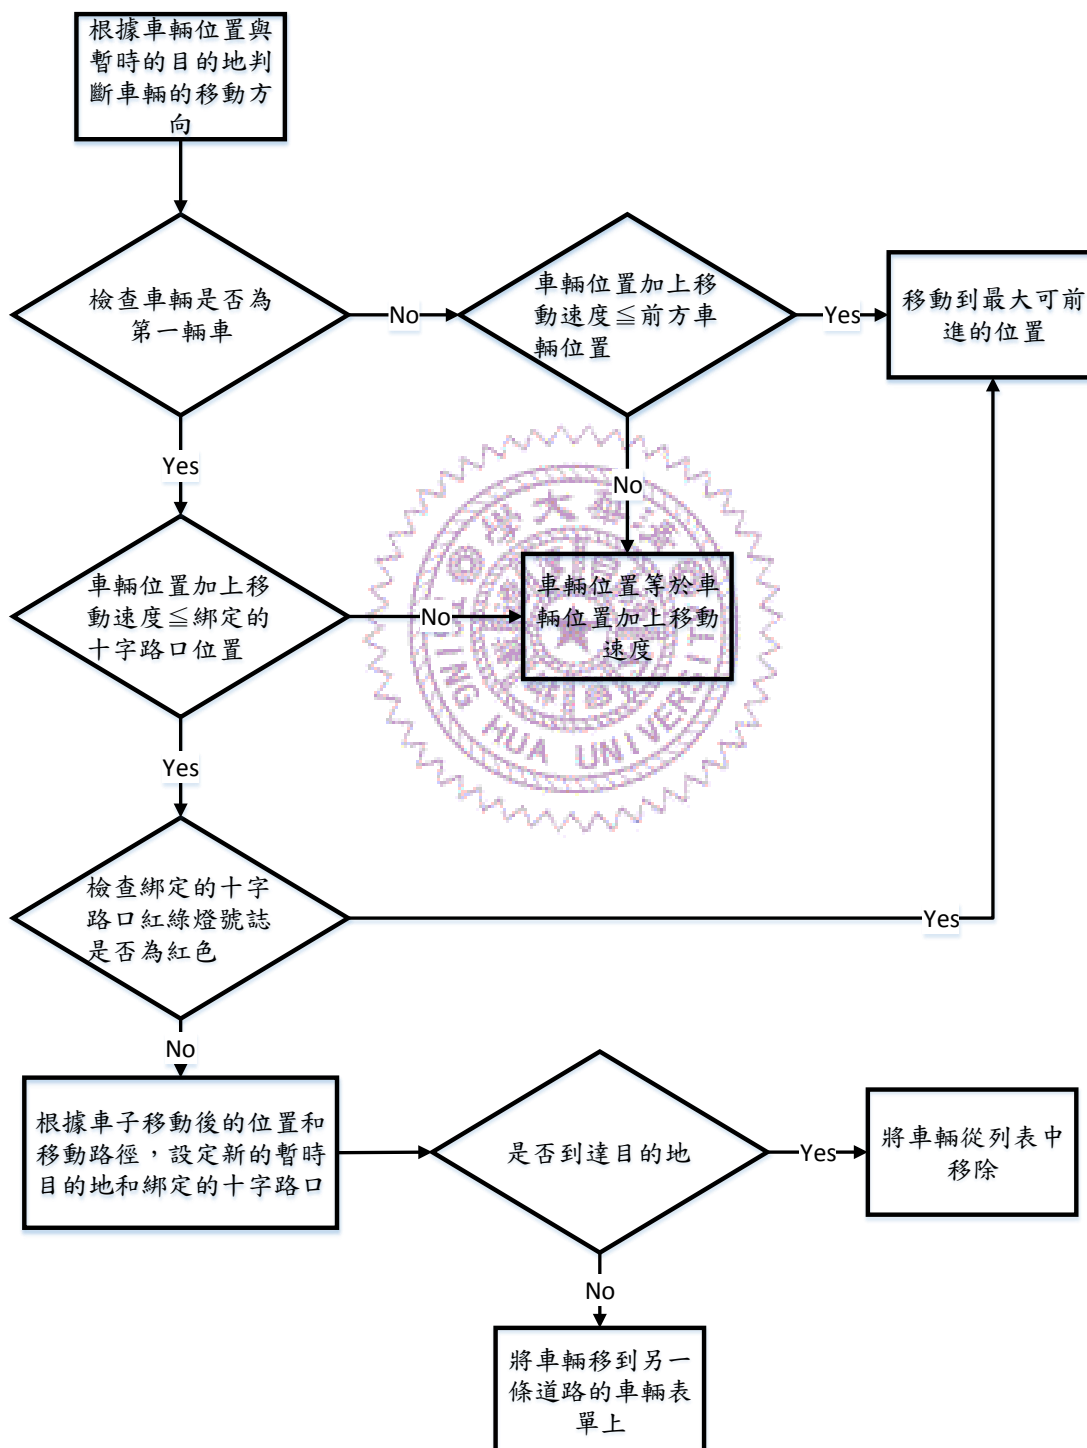 根據車輛位置與
暫時的目的地判
斷車輛的移動方
向
檢查車輛是否為
第一輛車
No
車輛位置加上移
動速度≦前方車
輛位置
Yes
移動到最大可前
進的位置
Yes
No
車輛位置加上移
動速度≦綁定的
十字路口位置
No
車輛位置等於車
輛位置加上移動
速度
HUA UNIVERSITY
Yes
檢查綁定的十字
路口紅綠燈號誌
是否為紅色
Yes
No
根據車子移動後的位置和
移動路徑，設定新的暫時
目的地和綁定的十字路口
是否到達目的地
Yes
將車輛從列表中
移除
No
將車輛移到另一
條道路的車輛表
單上